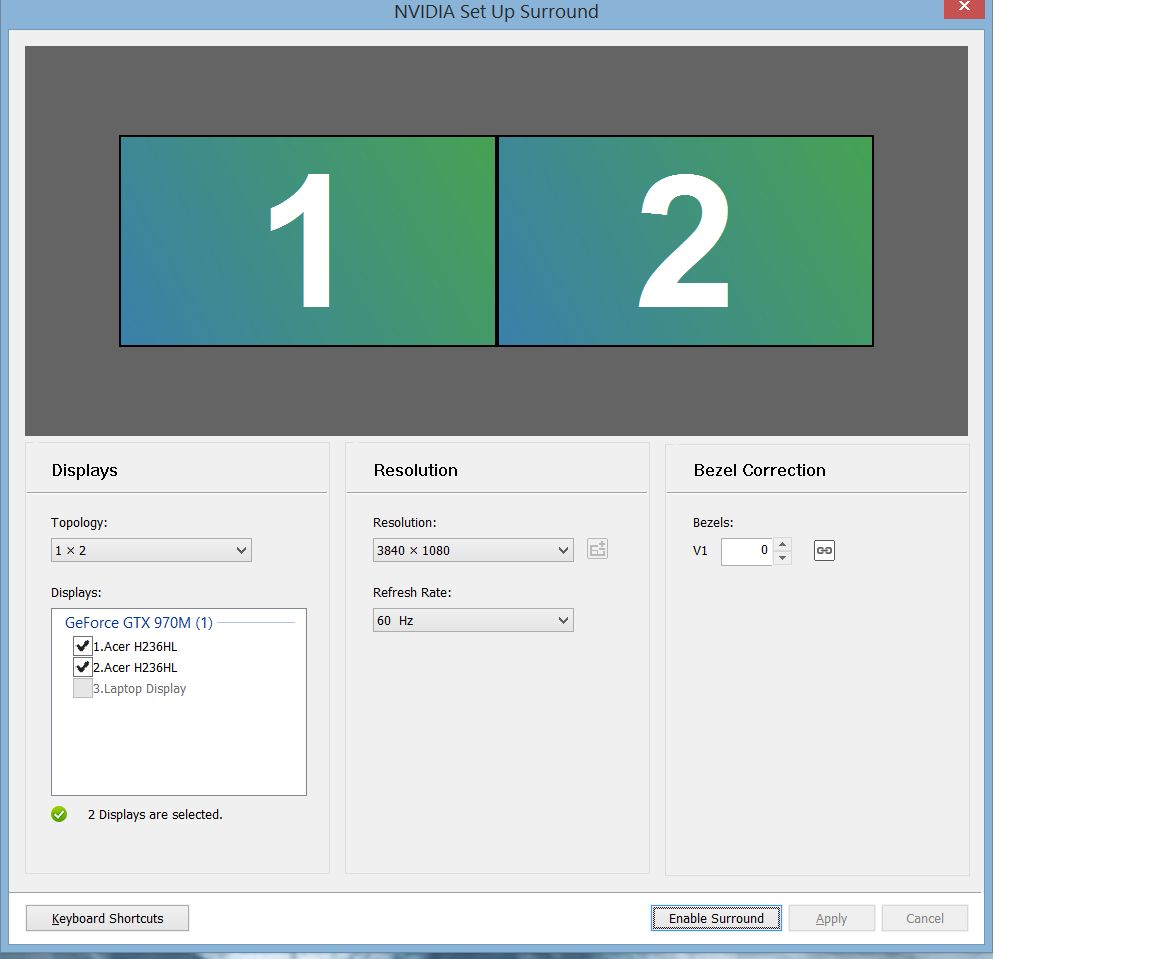 NVIDIA Set Up Surround
1
2
Displays
Topology:
1 × 2
Displays:
GeForce GTX 970M (1)
1.Acer H236HL
2.Acer H236HL
3.Laptop Display
2 Displays are selected.
Resolution
Resolution:
3840 × 1080
Refresh Rate:
60 Hz
Bezel Correction
Bezels:
V1 0
Keyboard Shortcuts
Enable Surround
Apply
Cancel